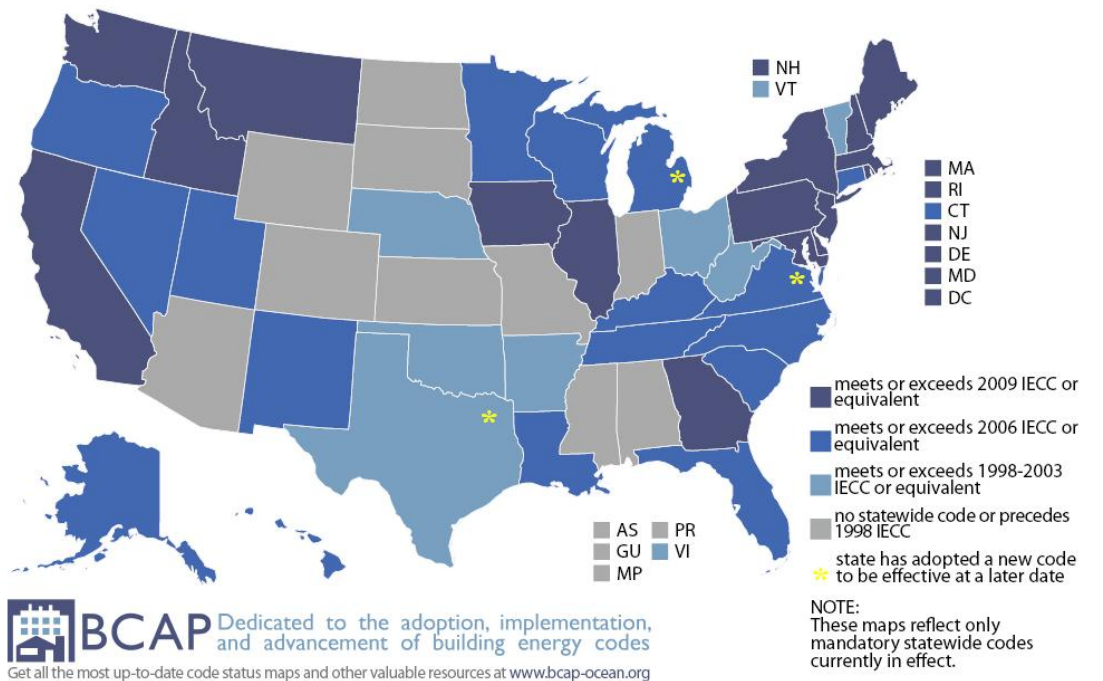 NH
VT
MA
RI
CT
NJ
DE
MD
DC
meets or exceeds 2009 IECC or
equivalent
meets or exceeds 2006 IECC or
equivalent
meets or exceeds 1998-2003
IECC or equivalent
no statewide code or precedes
1998 IECC
* state has adopted a new code
to be effective at a later date
AS PR
GU VI
MP
NOTE:
These maps reflect only
mandatory statewide codes
currently in effect.
BCAP Dedicated to the adoption, implementation,
and advancement of building energy codes
Get all the most up-to-date code status maps and other valuable resources at www.bcap-ocean.org